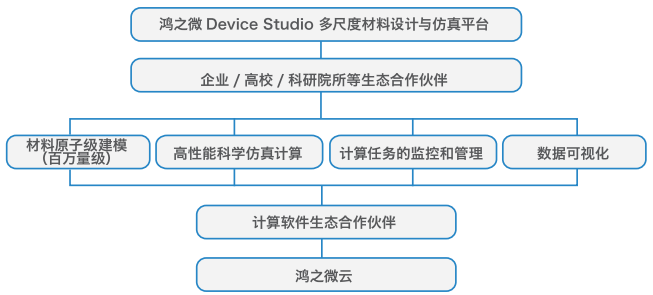 鸿之微 Device Studio 多尺度材料设计与仿真平台
企业 / 高校 / 科研院所等生态合作伙伴
材料原子级建模
(百万量级)
高性能科学仿真计算
计算任务的监控和管理
数据可视化
计算软件生态合作伙伴
鸿之微云